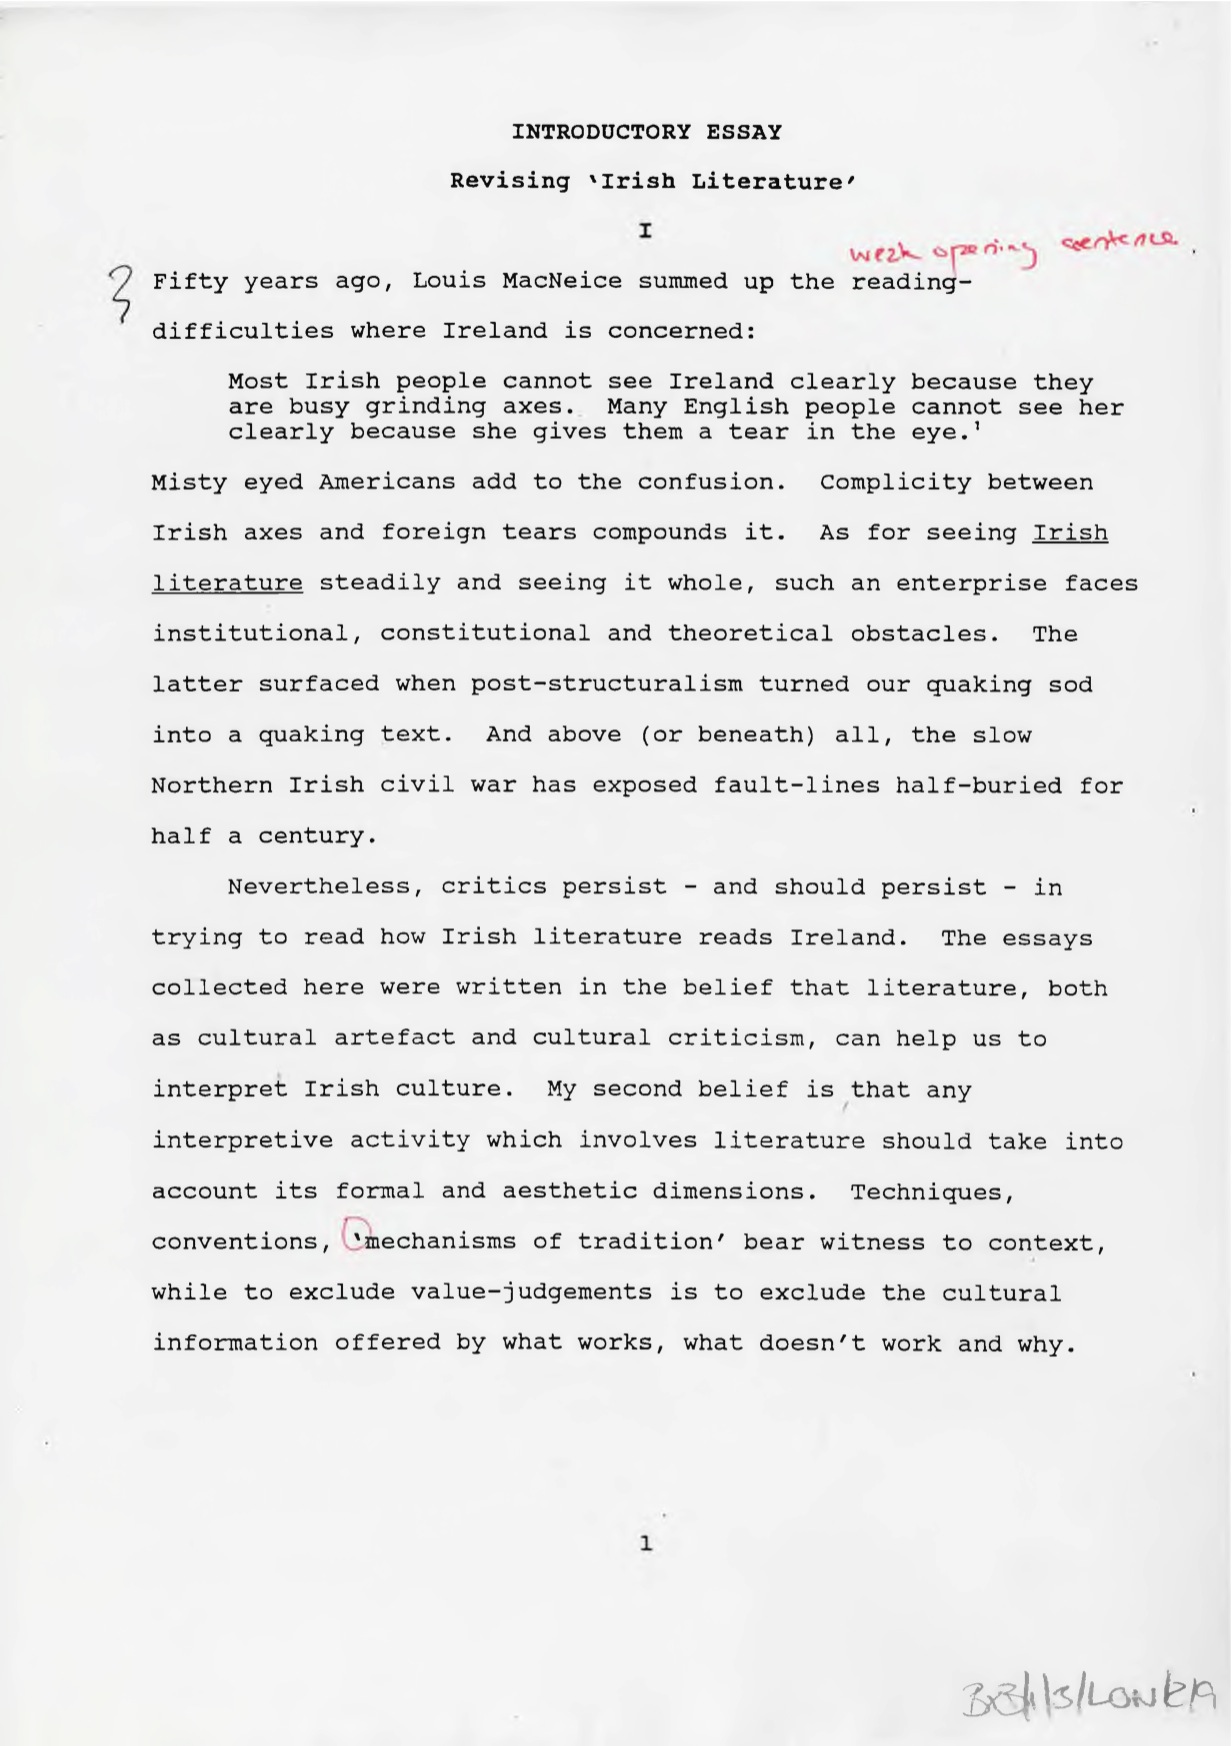 INTRODUCTORY ESSAY
Revising ‵Irish Literature′
I
weak opening sentence.
Fifty years ago, Louis MacNeice summed up the reading-
difficulties where Ireland is concerned:
Most Irish people cannot see Ireland clearly because they
are busy grinding axes. Many English people cannot see her
clearly because she gives them a tear in the eye.¹
Misty eyed Americans add to the confusion. Complicity between
Irish axes and foreign tears compounds it. As for seeing Irish
literature steadily and seeing it whole, such an enterprise faces
institutional, constitutional and theoretical obstacles. The
latter surfaced when post-structuralism turned our quaking sod
into a quaking text. And above (or beneath) all, the slow
Northern Irish civil war has exposed fault-lines half-buried for
half a century.
Nevertheless, critics persist - and should persist - in
trying to read how Irish literature reads Ireland. The essays
collected here were written in the belief that literature, both
as cultural artefact and cultural criticism, can help us to
interpret Irish culture. My second belief is that any
interpretive activity which involves literature should take into
account its formal and aesthetic dimensions. Techniques,
conventions, ‵mechanisms of tradition′ bear witness to context,
while to exclude value-judgements is to exclude the cultural
information offered by what works, what doesn′t work and why.
1